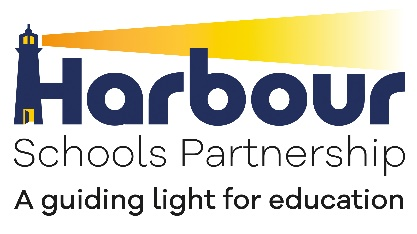 Harbour
Schools Partnership
A guiding light for education